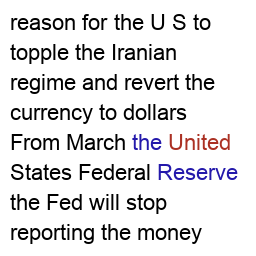 reason for the U S to
topple the Iranian
regime and revert the
currency to dollars
From March the United
States Federal Reserve
the Fed will stop
reporting the money